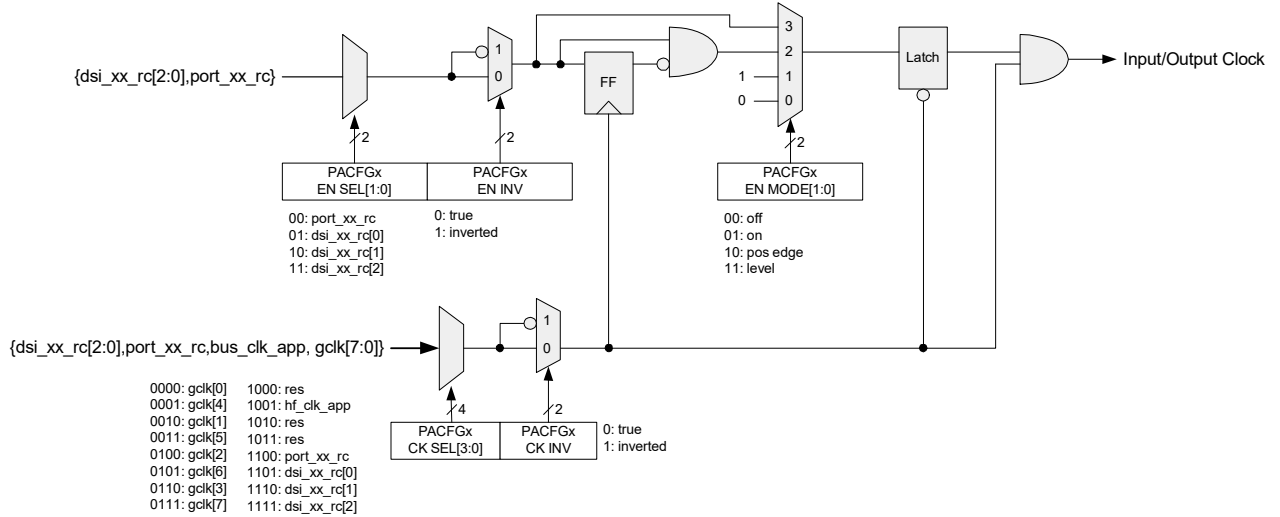 3
2
1
0
1
0
1
0
{dsi_xx_rc[2:0],port_xx_rc}
FF
Latch
Input/Output Clock
2
2
2
PACFGx
EN SEL[1:0]
PACFGx
EN INV
PACFGx
EN MODE[1:0]
00: port_xx_rc
01: dsi_xx_rc[0]
10: dsi_xx_rc[1]
11: dsi_xx_rc[2]
0: true
1: inverted
00: off
01: on
10: pos edge
11: level
1
0
{dsi_xx_rc[2:0],port_xx_rc,bus_clk_app, gclk[7:0]}
4
2
PACFGx
CK SEL[3:0]
PACFGx
CK INV
0: true
1: inverted
0000: gclk[0]
0001: gclk[4]
0010: gclk[1]
0011: gclk[5]
0100: gclk[2]
0101: gclk[6]
0110: gclk[3]
0111: gclk[7]
1000: res
1001: hf_clk_app
1010: res
1011: res
1100: port_xx_rc
1101: dsi_xx_rc[0]
1110: dsi_xx_rc[1]
1111: dsi_xx_rc[2]